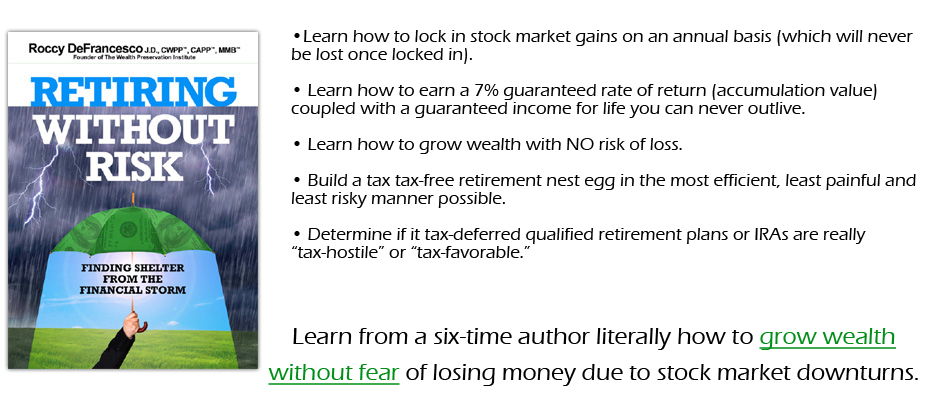 Roccy DeFrancesco J.D., CWPP™, CAPP™, MMB™
Founder of The Wealth Preservation Institute
RETIRING
WITHOUT
RISK
FINDING SHELTER
FROM THE
FINANCIAL STORM
•Learn how to lock in stock market gains on an annual basis (which will never
be lost once locked in).
• Learn how to earn a 7% guaranteed rate of return (accumulation value)
coupled with a guaranteed income for life you can never outlive.
• Learn how to grow wealth with NO risk of loss.
• Build a tax tax-free retirement nest egg in the most efficient, least painful and
least risky manner possible.
• Determine if it tax-deferred qualified retirement plans or IRAs are really
“tax-hostile” or “tax-favorable.”
Learn from a six-time author literally how to grow wealth
without fear of losing money due to stock market downturns.